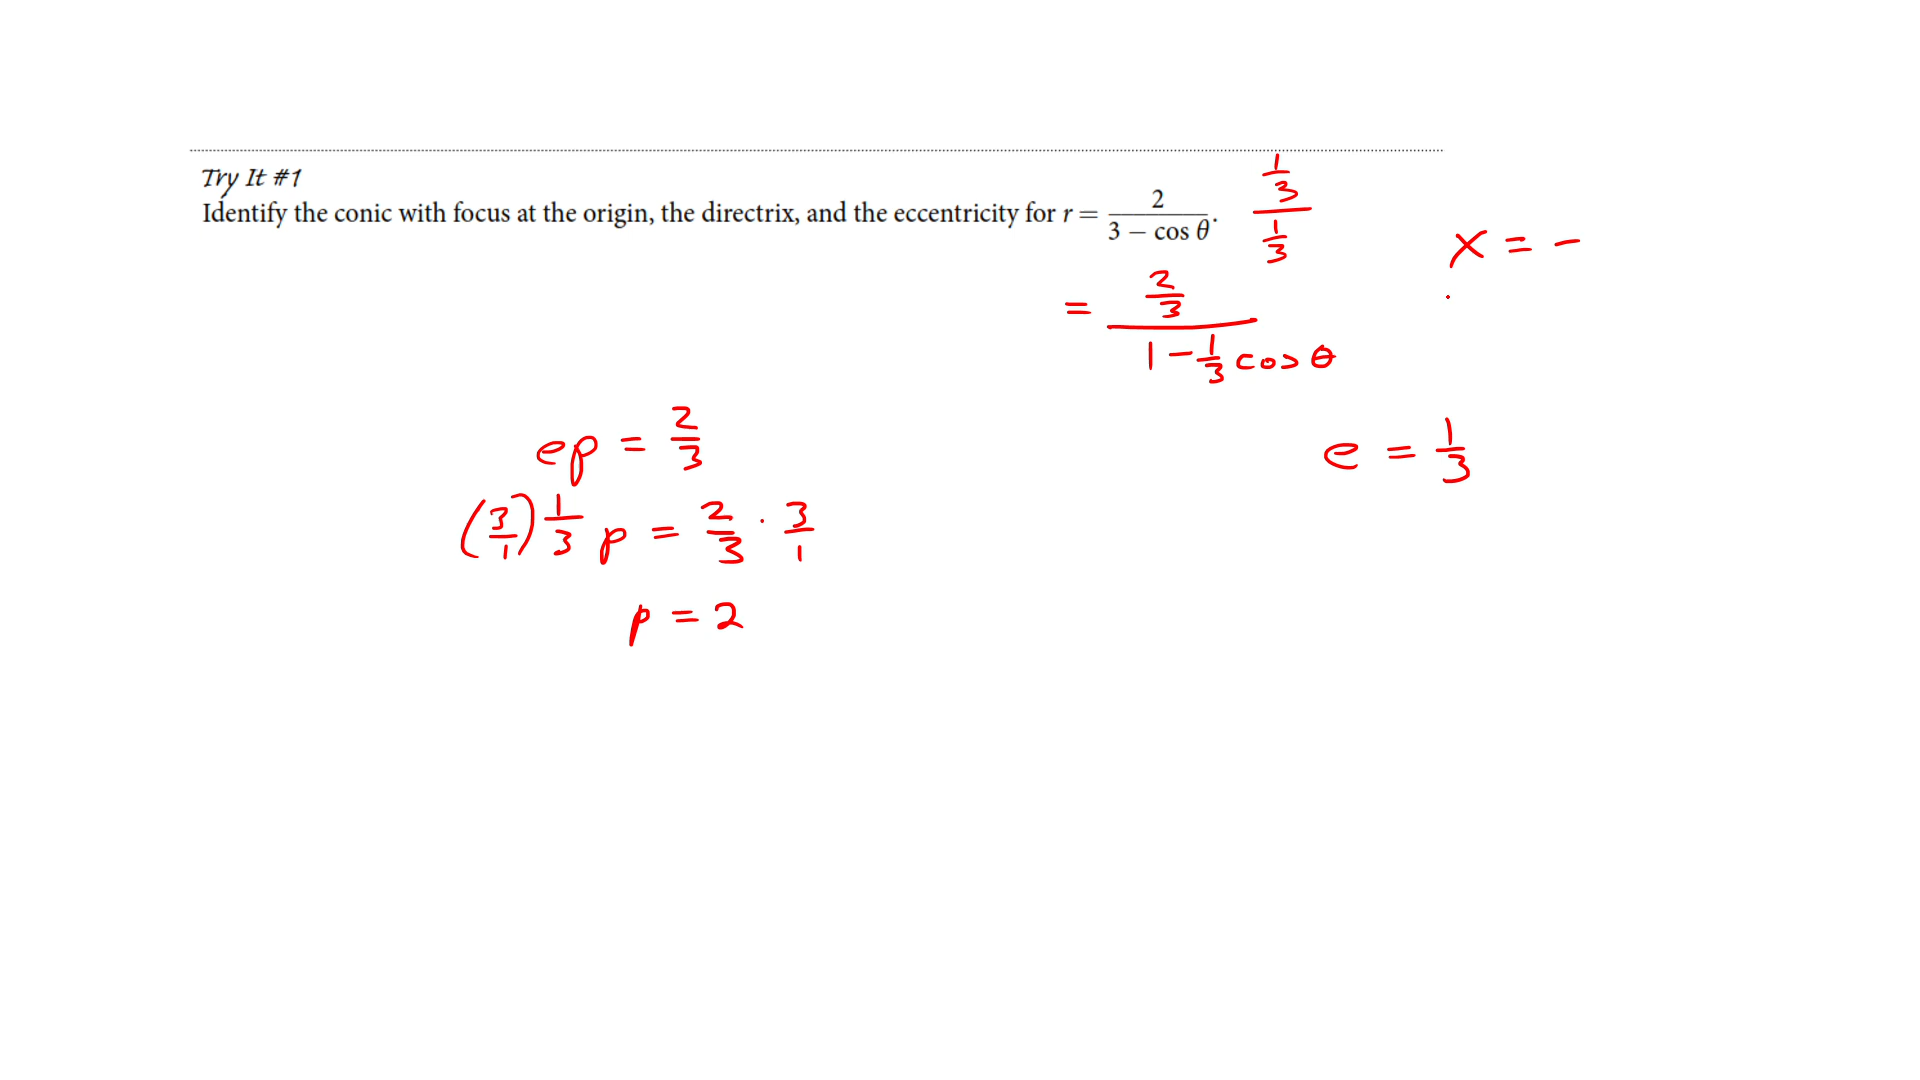 Try It #1
Identify the conic with focus at the origin, the directrix, and the eccentricity for r = 2/(3 − cos θ). (1/3)/(1/3)
x = −
= (2/3)/(1 − 1/3 cos θ)
ep = 2/3
e = 1/3
(3/1) 1/3 p = 2/3 · 3/1
p = 2